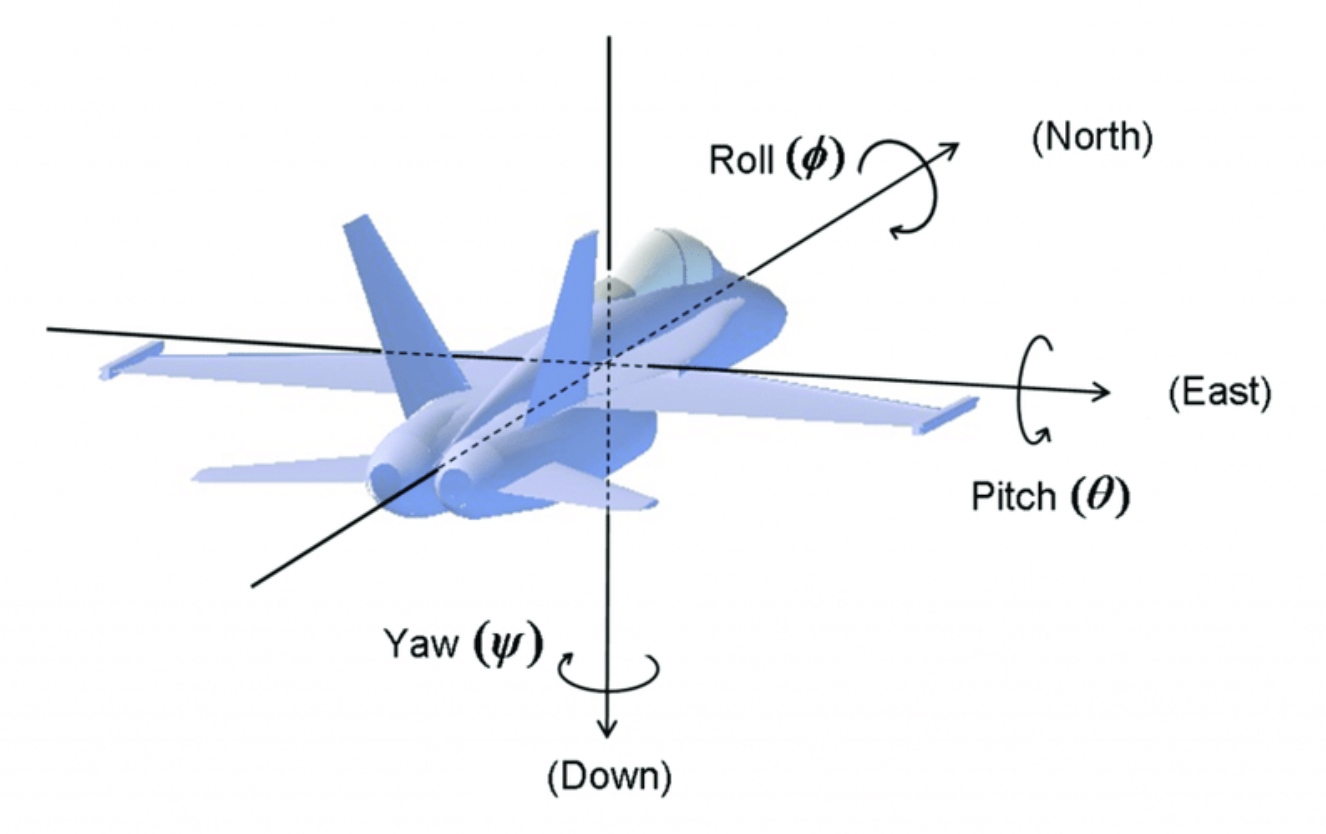 Roll (ϕ)
(North)
(East)
Pitch (θ)
Yaw (ψ)
(Down)